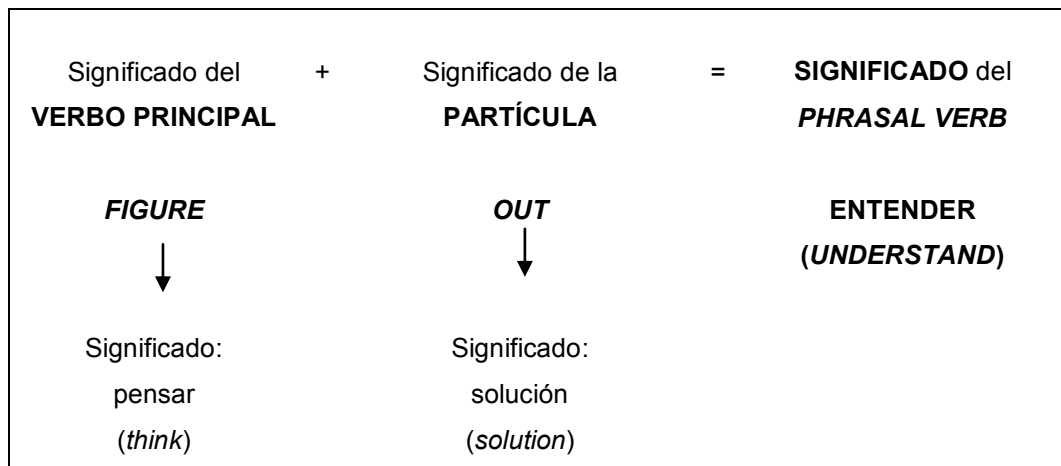 Significado del + Significado de la = SIGNIFICADO del
VERBO PRINCIPAL PARTÍCULA PHRASAL VERB
FIGURE OUT ENTENDER
(UNDERSTAND)
Significado: Significado:
pensar solución
(think) (solution)